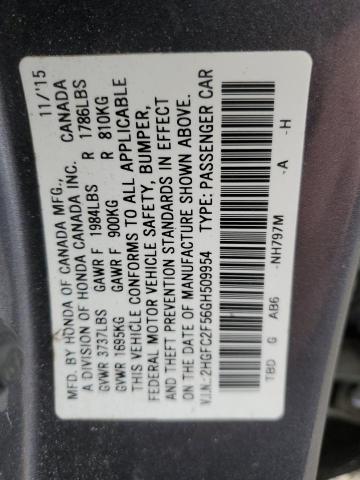 MFD. BY HONDA OF CANADA MFG., CANADA 11/'15
A DIVISION OF HONDA CANADA INC.
GVWR 3737LBS GAWR F 1984LBS R 1786LBS
GVWR 1695KG GAWR F 900KG R 810KG
THIS VEHICLE CONFORMS TO ALL APPLICABLE
FEDERAL MOTOR VEHICLE SAFETY, BUMPER,
AND THEFT PREVENTION STANDARDS IN EFFECT
ON THE DATE OF MANUFACTURE SHOWN ABOVE.
V.I.N.: 2HGFC2F56GH509954 TYPE: PASSENGER CAR
TBD G AB6 -NH797M -A -H